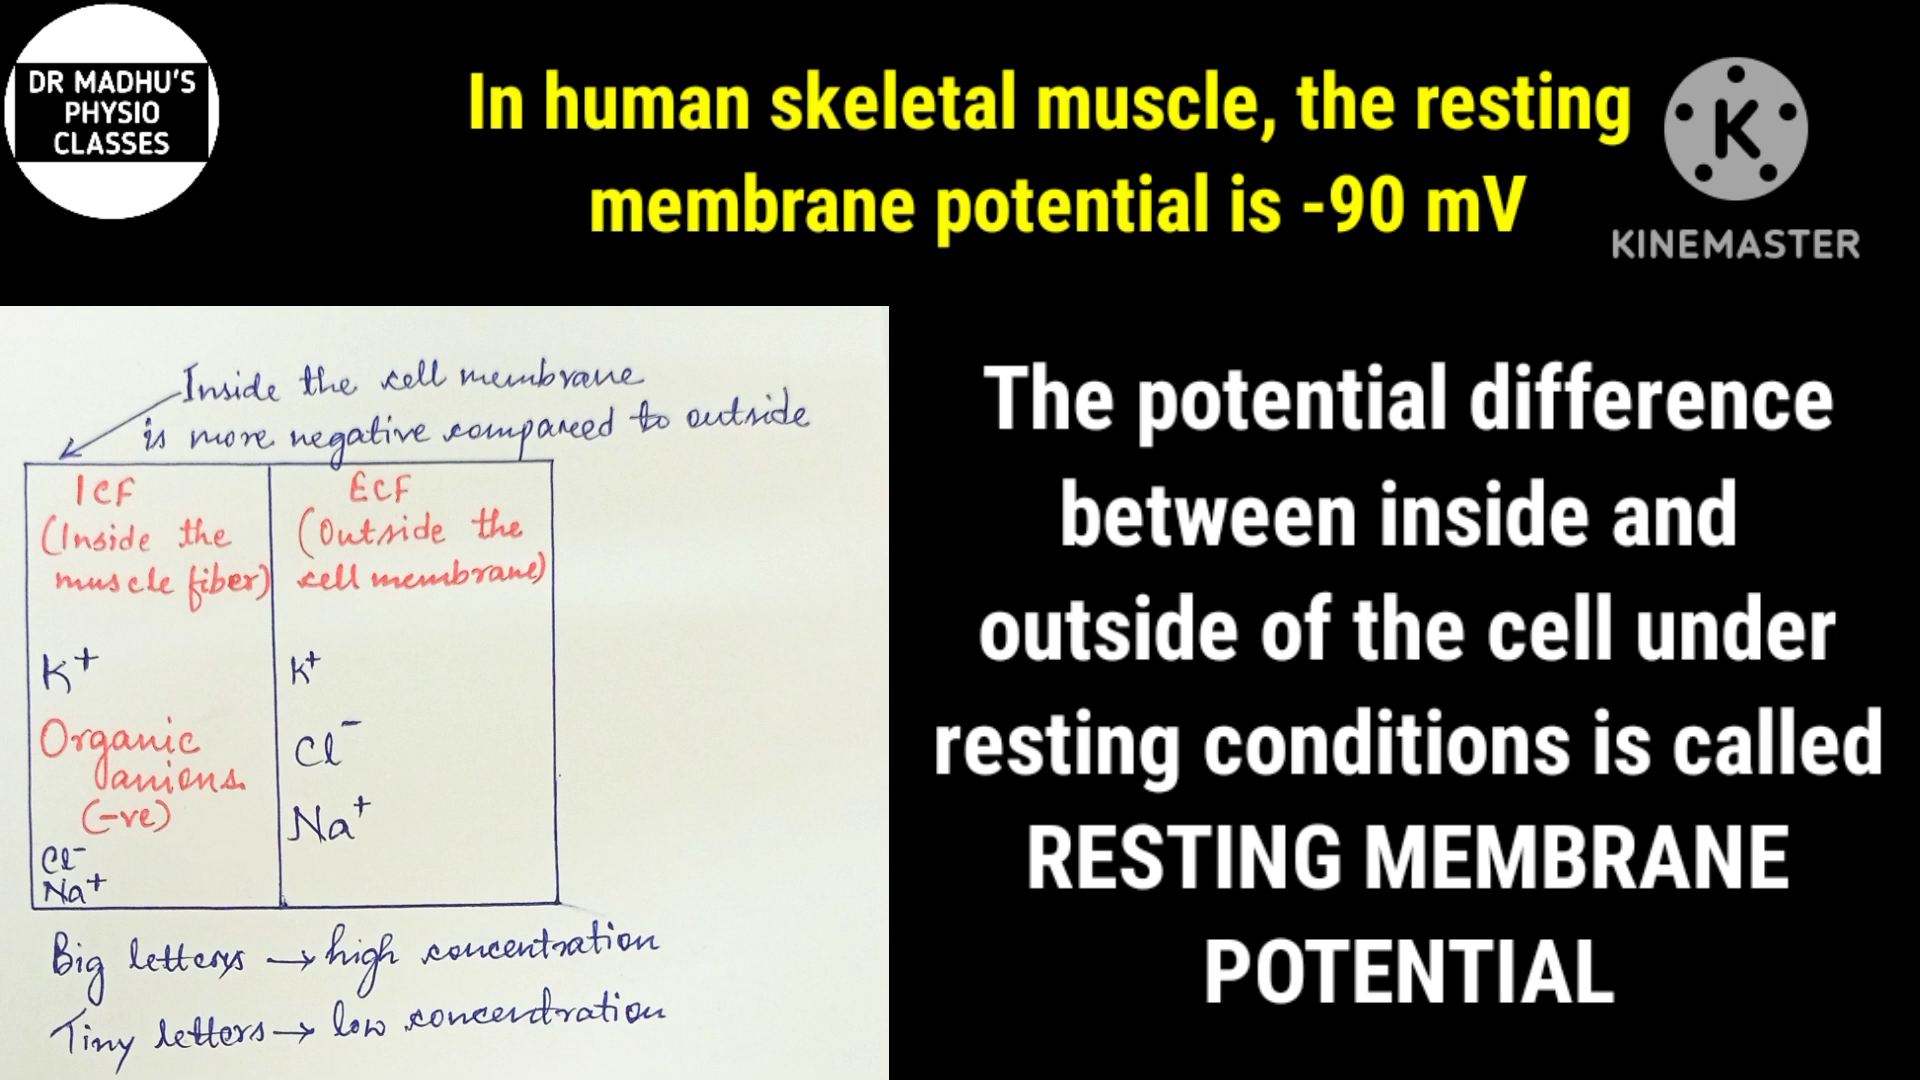 DR MADHU'S
PHYSIO
CLASSES
In human skeletal muscle, the resting
membrane potential is -90 mV
K
KINEMASTER
Inside the cell membrane
is more negative compared to outside
ICF
(Inside the
muscle fiber)
K+
Organic
anions.
(-ve)
Cl-
Na+
ECF
(Outside the
cell membrane)
K+
Cl-
Na+
Big letters → high concentration
Tiny letters → low concentration
The potential difference
between inside and
outside of the cell under
resting conditions is called
RESTING MEMBRANE
POTENTIAL